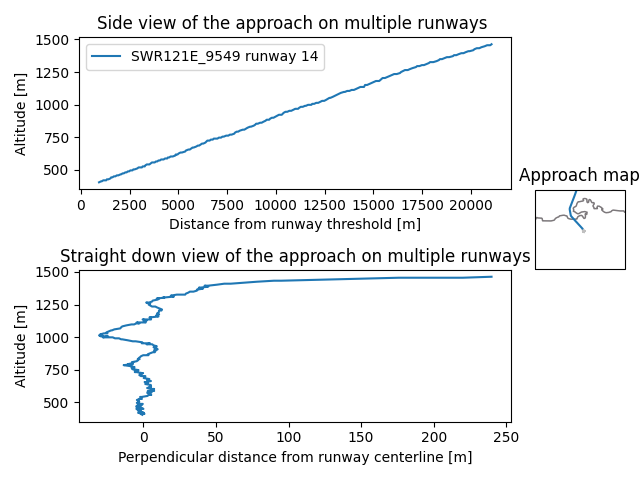 Side view of the approach on multiple runways
1500
1250
1000
750
500
Altitude [m]
SWR121E_9549 runway 14
0 2500 5000 7500 10000 12500 15000 17500 20000
Distance from runway threshold [m]
Approach map
Straight down view of the approach on multiple runways
1500
1250
1000
750
500
Altitude [m]
0 50 100 150 200 250
Perpendicular distance from runway centerline [m]